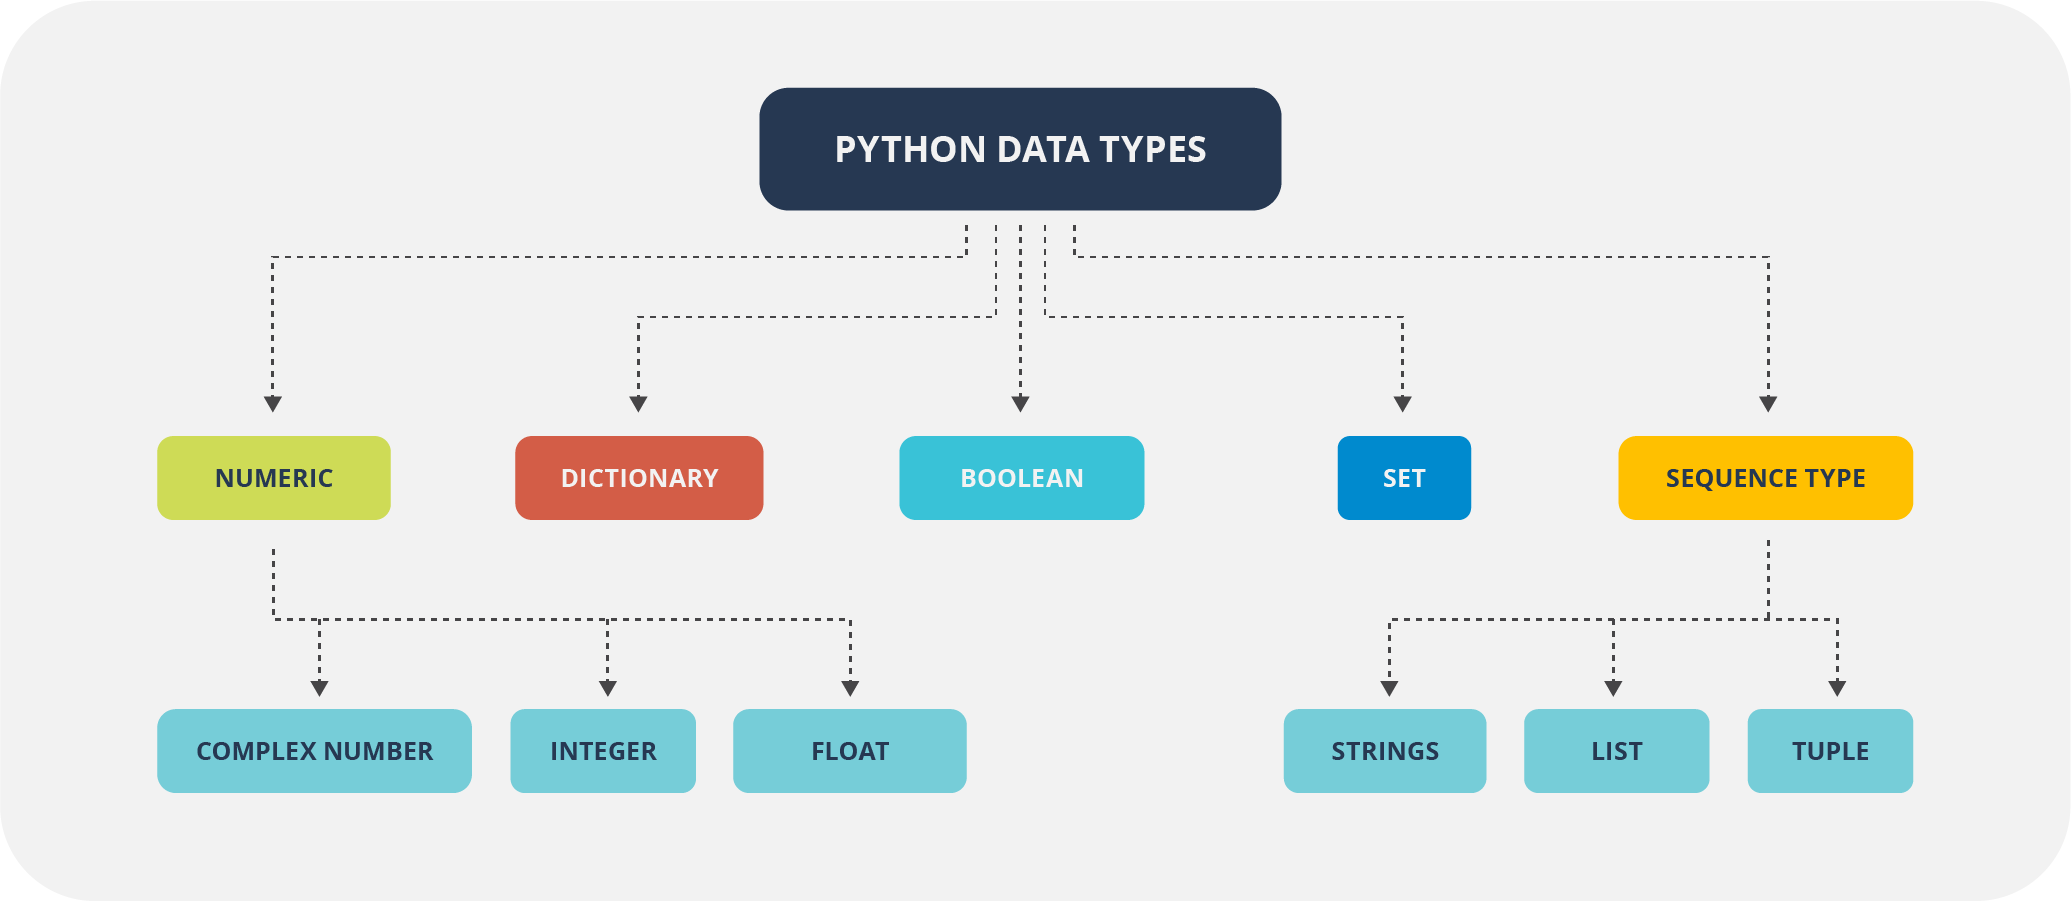 PYTHON DATA TYPES
NUMERIC
DICTIONARY
BOOLEAN
SET
SEQUENCE TYPE
COMPLEX NUMBER
INTEGER
FLOAT
STRINGS
LIST
TUPLE